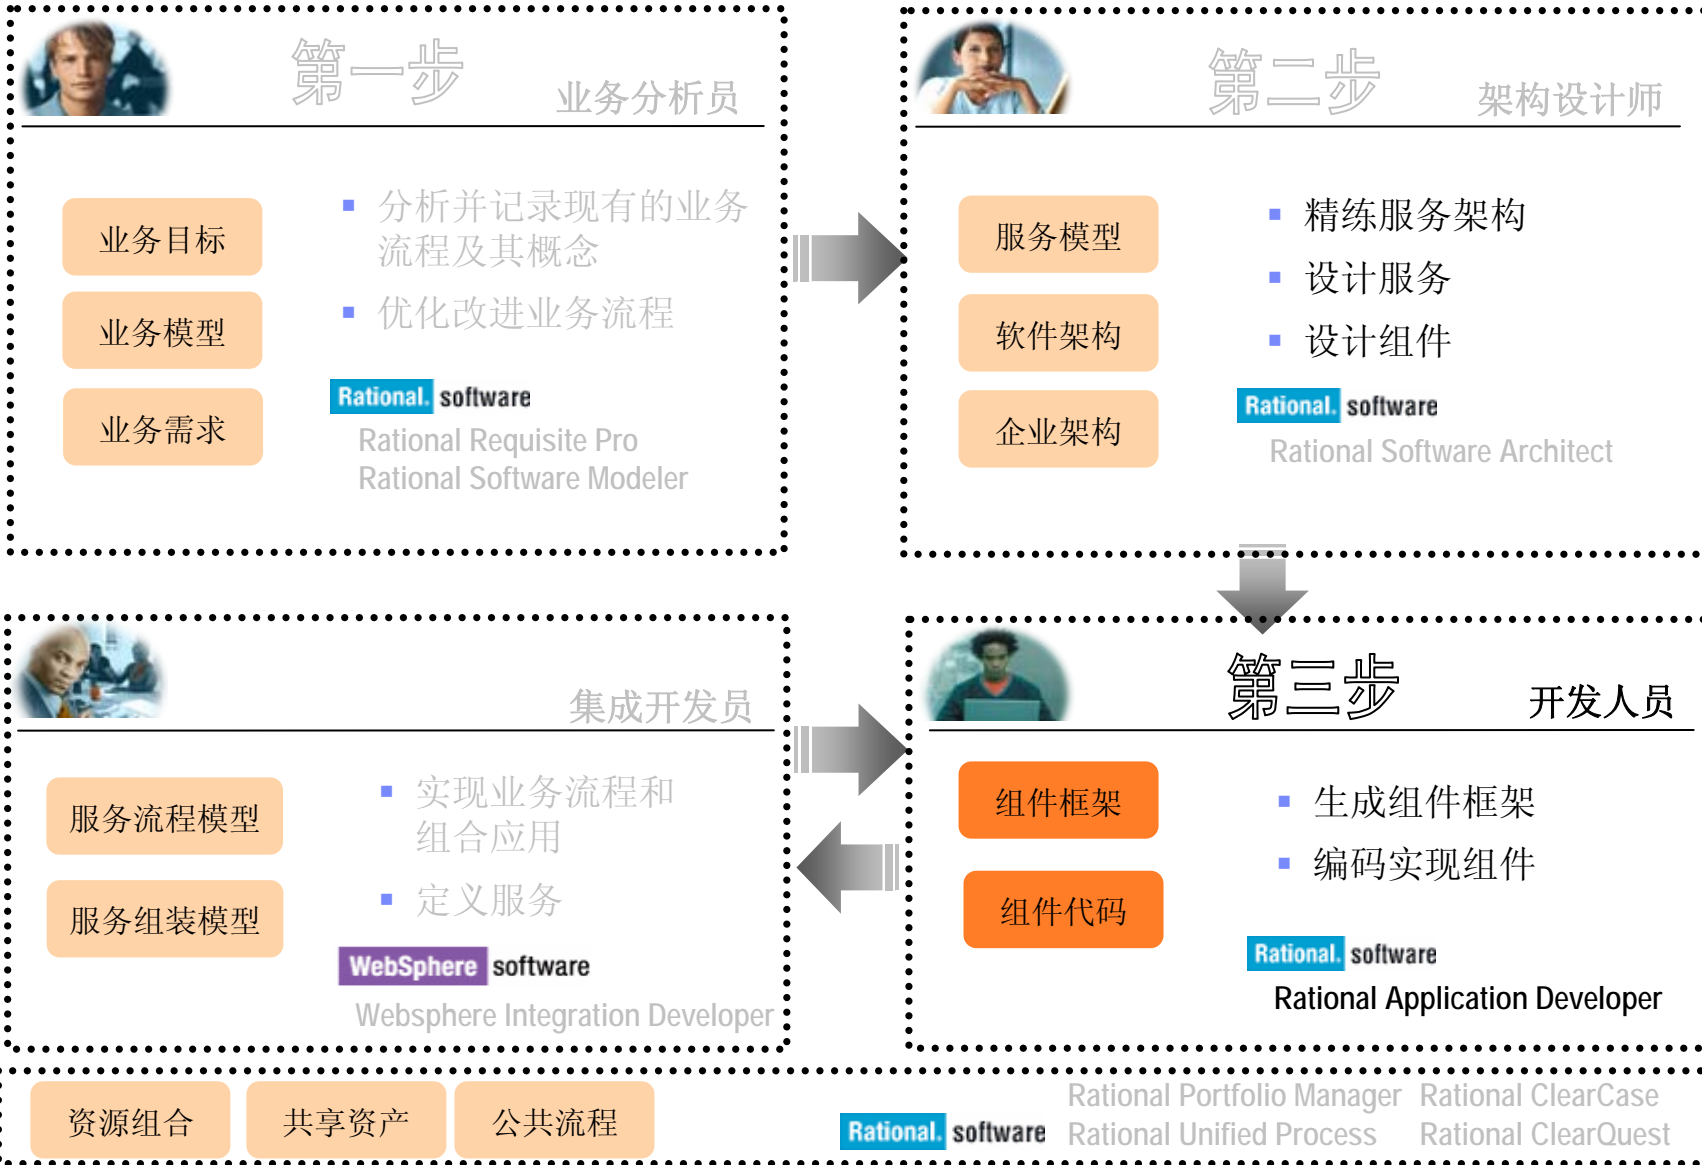 第一步
业务分析员
业务目标
业务模型
业务需求
分析并记录现有的业务
流程及其概念
优化改进业务流程
Rational. software
Rational Requisite Pro
Rational Software Modeler
第二步
架构设计师
服务模型
软件架构
企业架构
精练服务架构
设计服务
设计组件
Rational. software
Rational Software Architect
集成开发员
服务流程模型
服务组装模型
实现业务流程和
组合应用
定义服务
WebSphere software
Websphere Integration Developer
第三步
开发人员
组件框架
组件代码
生成组件框架
编码实现组件
Rational. software
Rational Application Developer
资源组合
共享资产
公共流程
Rational. software
Rational Portfolio Manager
Rational ClearCase
Rational Unified Process
Rational ClearQuest